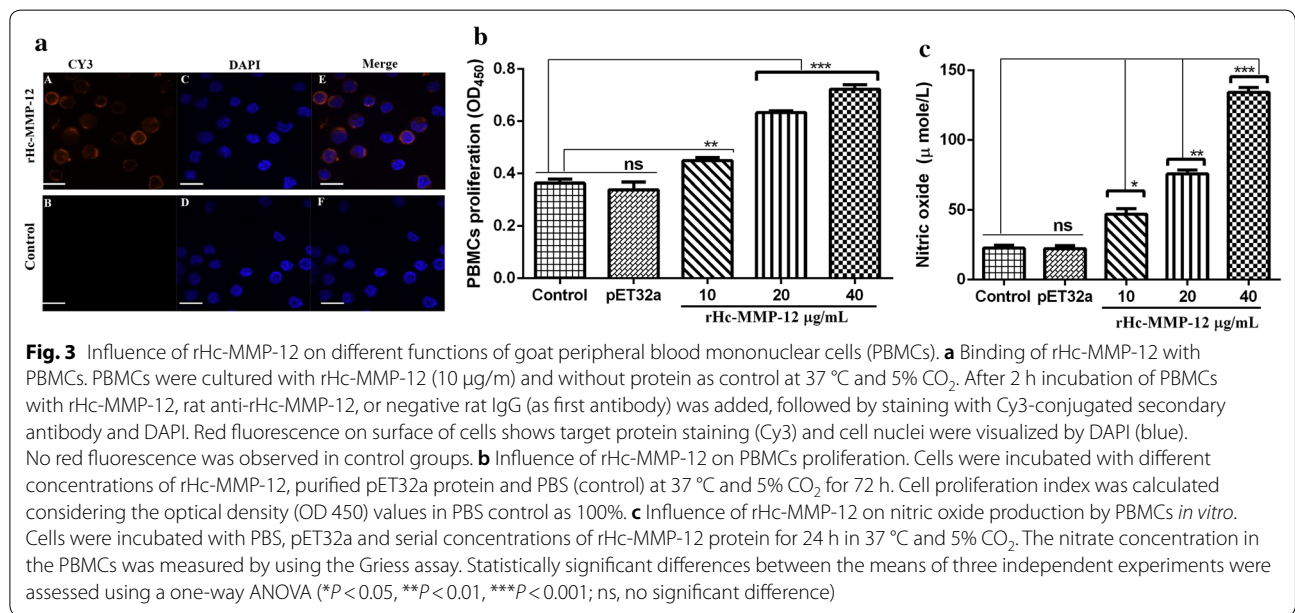 a
CY3 DAPI Merge
rHc-MMP-12
A C E
Control
B D F
b
PBMCs proliferation (OD450)
0.8
0.6
0.4
0.2
0.0
***
**
ns
Control pET32a 10 20 40
rHc-MMP-12 µg/mL
c
Nitric oxide (µ mole/L)
150
100
50
0
***
**
*
ns
Control pET32a 10 20 40
rHc-MMP-12 µg/mL
Fig. 3 Influence of rHc-MMP-12 on different functions of goat peripheral blood mononuclear cells (PBMCs). a Binding of rHc-MMP-12 with
PBMCs. PBMCs were cultured with rHc-MMP-12 (10 µg/m) and without protein as control at 37 °C and 5% CO2. After 2 h incubation of PBMCs
with rHc-MMP-12, rat anti-rHc-MMP-12, or negative rat IgG (as first antibody) was added, followed by staining with Cy3-conjugated secondary
antibody and DAPI. Red fluorescence on surface of cells shows target protein staining (Cy3) and cell nuclei were visualized by DAPI (blue).
No red fluorescence was observed in control groups. b Influence of rHc-MMP-12 on PBMCs proliferation. Cells were incubated with different
concentrations of rHc-MMP-12, purified pET32a protein and PBS (control) at 37 °C and 5% CO2 for 72 h. Cell proliferation index was calculated
considering the optical density (OD 450) values in PBS control as 100%. c Influence of rHc-MMP-12 on nitric oxide production by PBMCs in vitro.
Cells were incubated with PBS, pET32a and serial concentrations of rHc-MMP-12 protein for 24 h in 37 °C and 5% CO2. The nitrate concentration in
the PBMCs was measured by using the Griess assay. Statistically significant differences between the means of three independent experiments were
assessed using a one-way ANOVA (*P < 0.05, **P < 0.01, ***P < 0.001; ns, no significant difference)